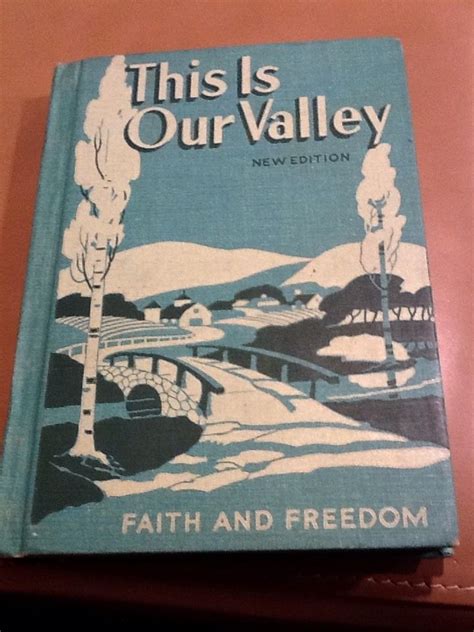 This Is
Our Valley
NEW EDITION
FAITH AND FREEDOM